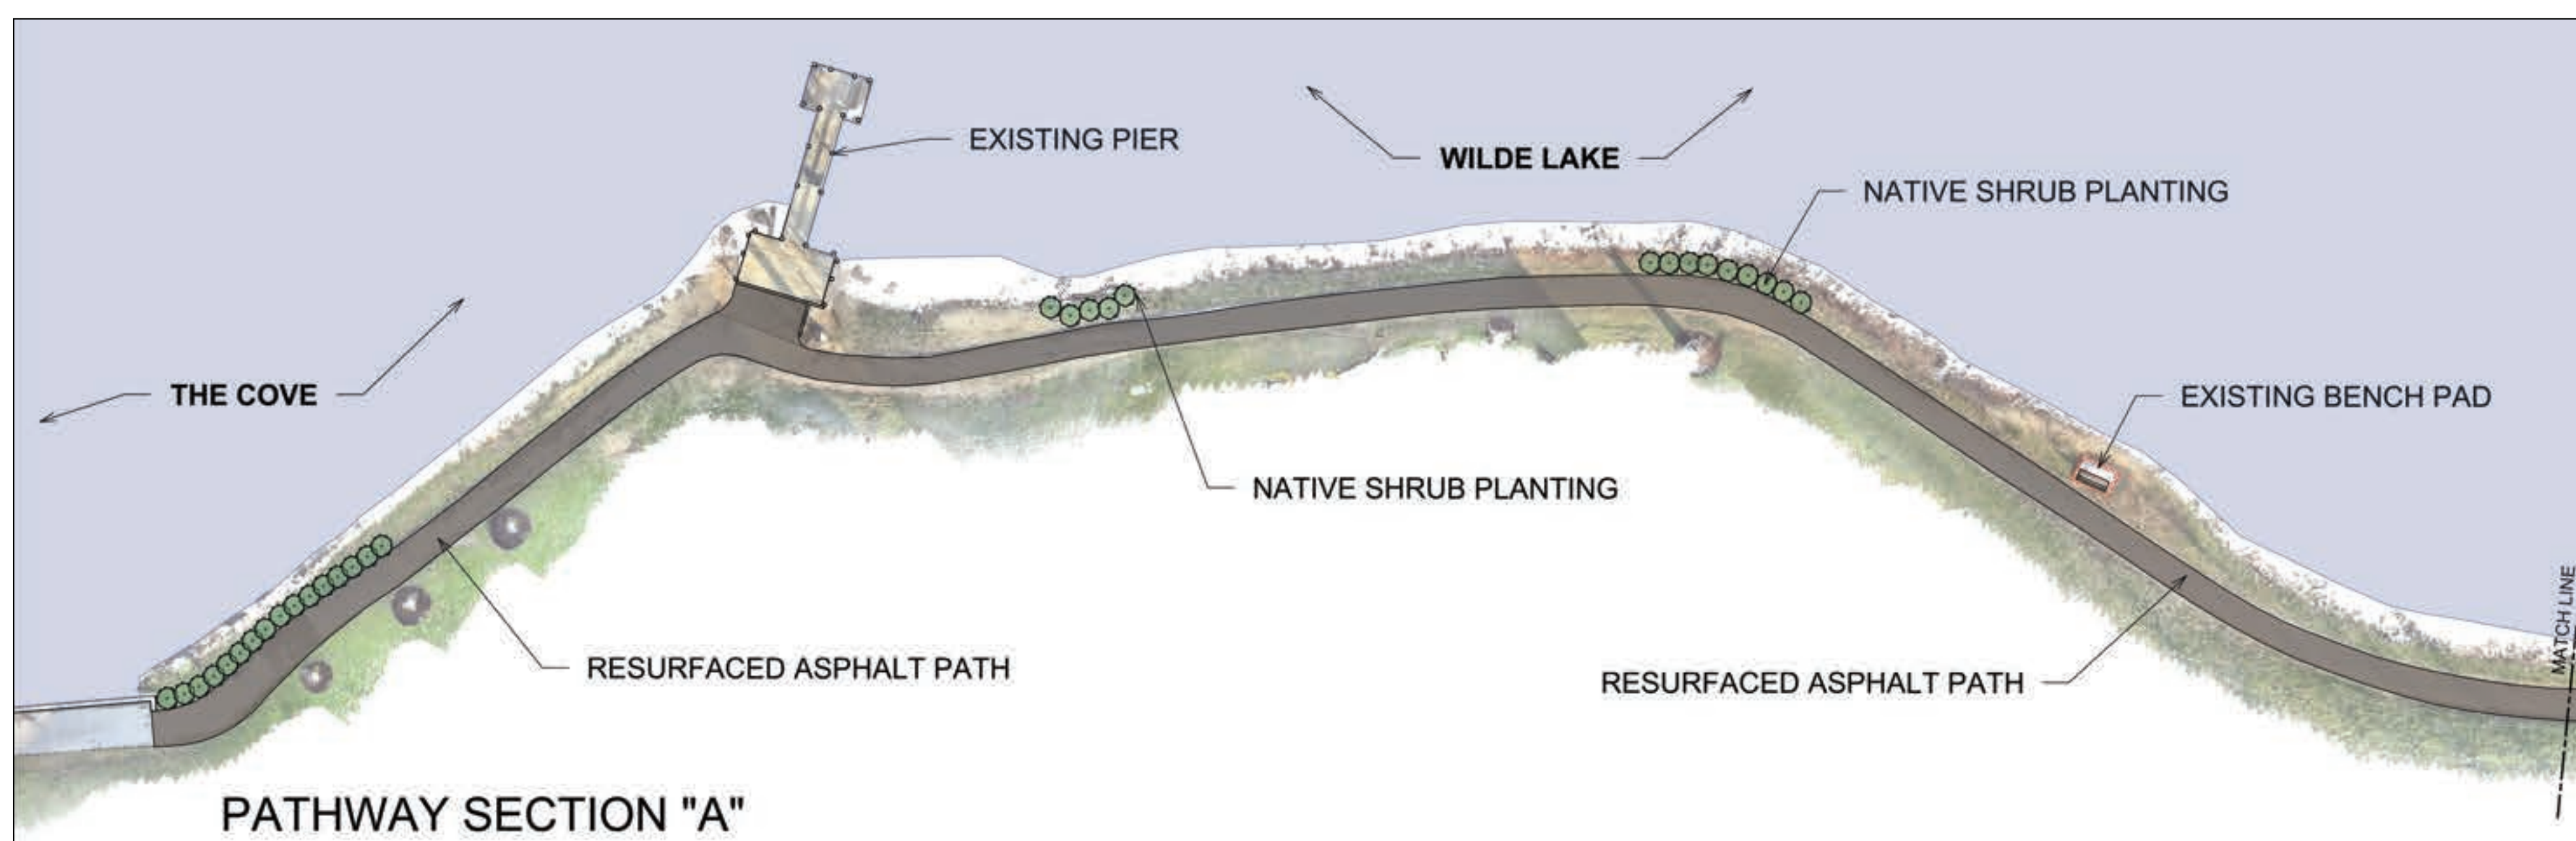 EXISTING PIER
WILDE LAKE
NATIVE SHRUB PLANTING
THE COVE
EXISTING BENCH PAD
NATIVE SHRUB PLANTING
RESURFACED ASPHALT PATH
RESURFACED ASPHALT PATH
MATCH LINE
PATHWAY SECTION "A"